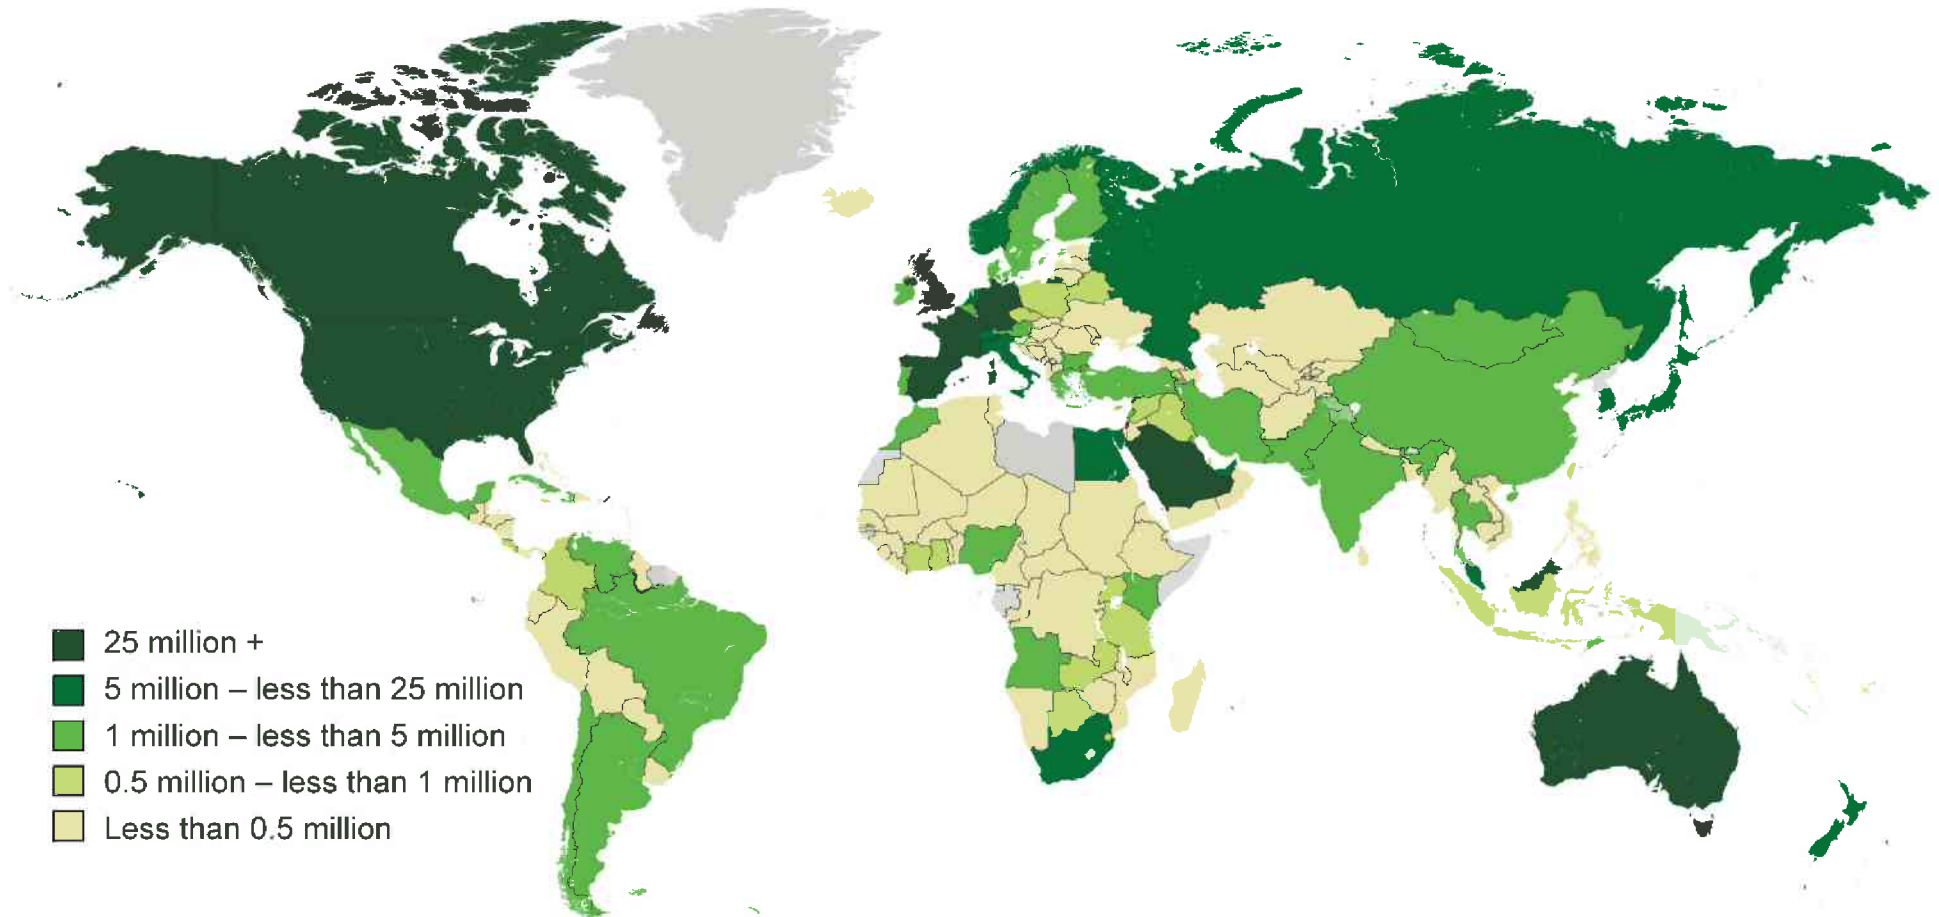 25 million +
5 million – less than 25 million
1 million – less than 5 million
0.5 million – less than 1 million
Less than 0.5 million